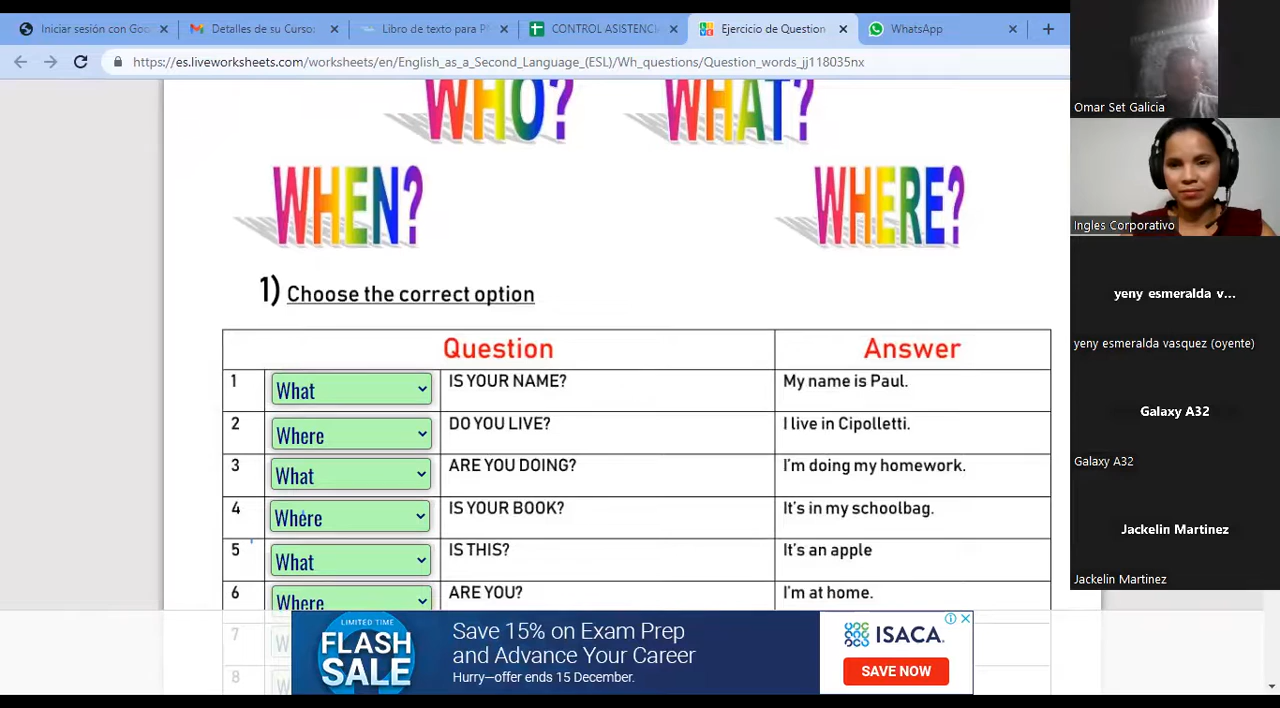 Iniciar sesión con Goo
Detalles de su Curso:
Libro de texto para P
CONTROL ASISTENCI
Ejercicio de Question
WhatsApp
https://es.liveworksheets.com/worksheets/en/English_as_a_Second_Language_(ESL)/Wh_questions/Question_words_jj118035nx
WHO? WHAT?
WHEN? WHERE?
1) Choose the correct option
Question Answer
1 What IS YOUR NAME? My name is Paul.
2 Where DO YOU LIVE? I live in Cipolletti.
3 What ARE YOU DOING? I'm doing my homework.
4 Where IS YOUR BOOK? It's in my schoolbag.
5 What IS THIS? It's an apple
6 Where ARE YOU? I'm at home.
7 W
8 W
LIMITED TIME
FLASH
SALE
Save 15% on Exam Prep
and Advance Your Career
Hurry—offer ends 15 December.
ISACA.
SAVE NOW
Omar Set Galicia
Ingles Corporativo
yeny esmeralda v...
yeny esmeralda vasquez (oyente)
Galaxy A32
Galaxy A32
Jackelin Martinez
Jackelin Martinez